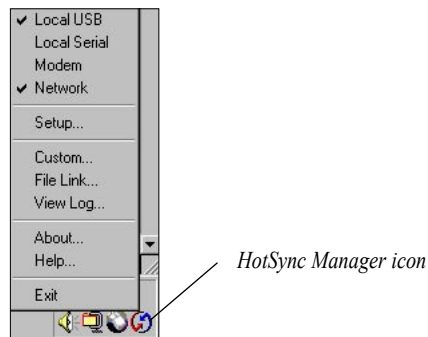 Local USB
Local Serial
Modem
Network
Setup...
Custom...
File Link...
View Log...
About...
Help...
HotSync Manager icon
Exit